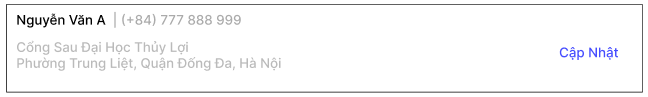 Nguyễn Văn A | (+84) 777 888 999
Cổng Sau Đại Học Thủy Lợi
Phường Trung Liệt, Quận Đống Đa, Hà Nội
Cập Nhật